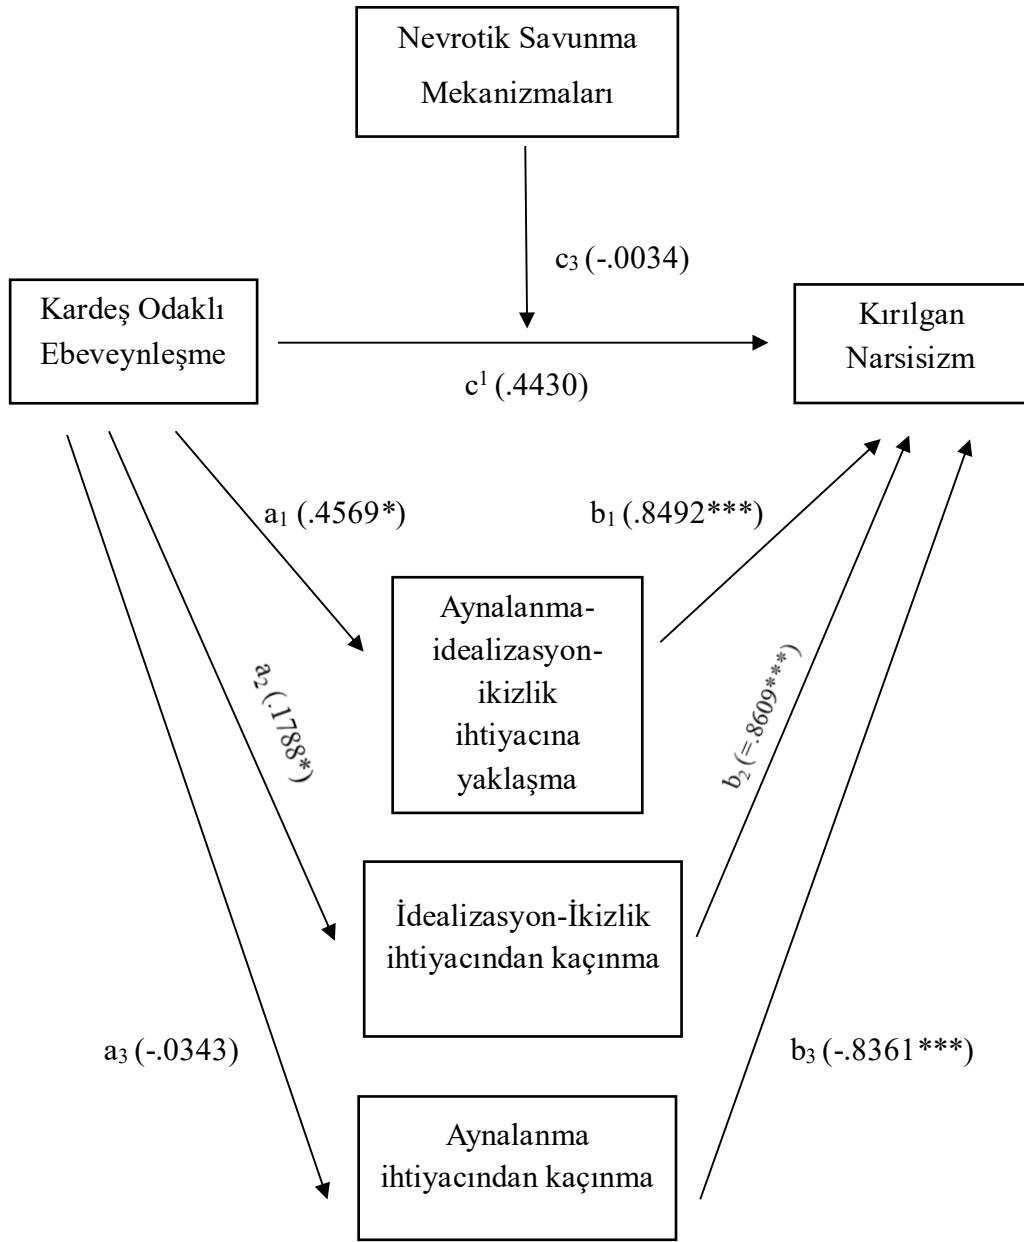 Nevrotik Savunma
Mekanizmaları
c₃ (-.0034)
Kardeş Odaklı
Ebeveynleşme
Kırılgan
Narsisizm
c¹ (.4430)
a₁ (.4569*)
b₁ (.8492***)
Aynalanma-
idealizasyon-
ikizlik
ihtiyacına
yaklaşma
a₂ (.1788*)
b₂ (=.8609***)
İdealizasyon-İkizlik
ihtiyacından kaçınma
a₃ (-.0343)
b₃ (-.8361***)
Aynalanma
ihtiyacından kaçınma